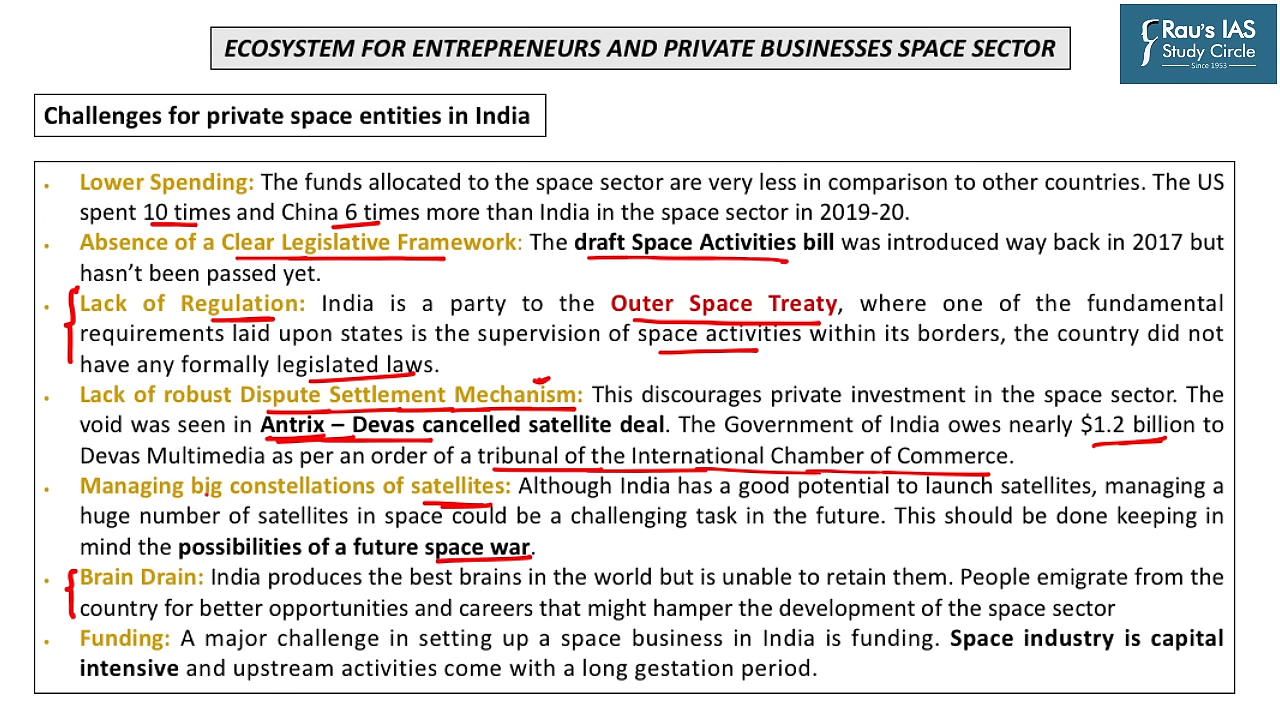 ECOSYSTEM FOR ENTREPRENEURS AND PRIVATE BUSINESSES SPACE SECTOR
Rau's IAS
Study Circle
Since 1953
Challenges for private space entities in India
• Lower Spending: The funds allocated to the space sector are very less in comparison to other countries. The US
spent 10 times and China 6 times more than India in the space sector in 2019-20.
• Absence of a Clear Legislative Framework: The draft Space Activities bill was introduced way back in 2017 but
hasn't been passed yet.
• Lack of Regulation: India is a party to the Outer Space Treaty, where one of the fundamental
requirements laid upon states is the supervision of space activities within its borders, the country did not
have any formally legislated laws.
• Lack of robust Dispute Settlement Mechanism: This discourages private investment in the space sector. The
void was seen in Antrix – Devas cancelled satellite deal. The Government of India owes nearly $1.2 billion to
Devas Multimedia as per an order of a tribunal of the International Chamber of Commerce.
• Managing big constellations of satellites: Although India has a good potential to launch satellites, managing a
huge number of satellites in space could be a challenging task in the future. This should be done keeping in
mind the possibilities of a future space war.
• Brain Drain: India produces the best brains in the world but is unable to retain them. People emigrate from the
country for better opportunities and careers that might hamper the development of the space sector
• Funding: A major challenge in setting up a space business in India is funding. Space industry is capital
intensive and upstream activities come with a long gestation period.